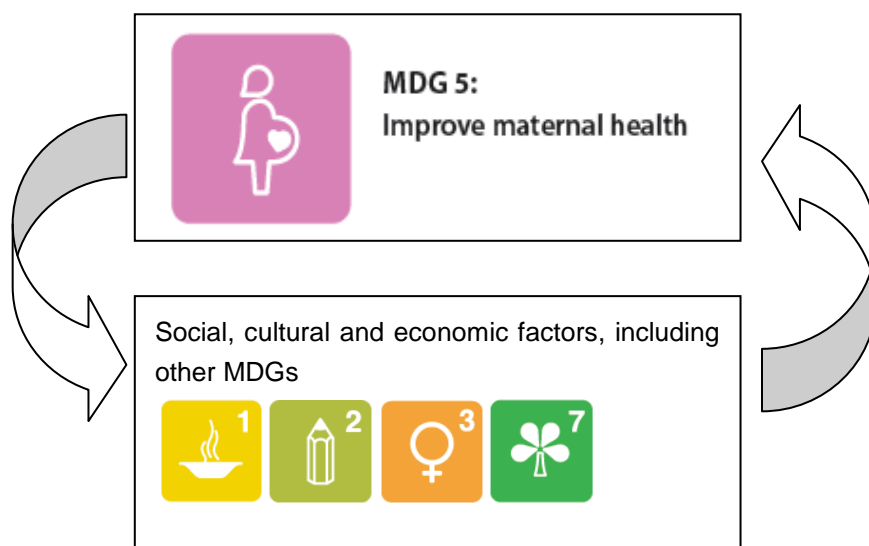 MDG 5:
Improve maternal health
Social, cultural and economic factors, including
other MDGs
1 2 3 7